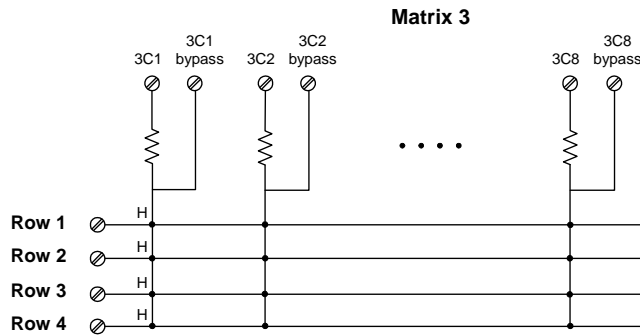 Matrix 3
3C1
3C1
bypass
3C2
3C2
bypass
3C8
3C8
bypass
Row 1
H
Row 2
H
Row 3
H
Row 4
H